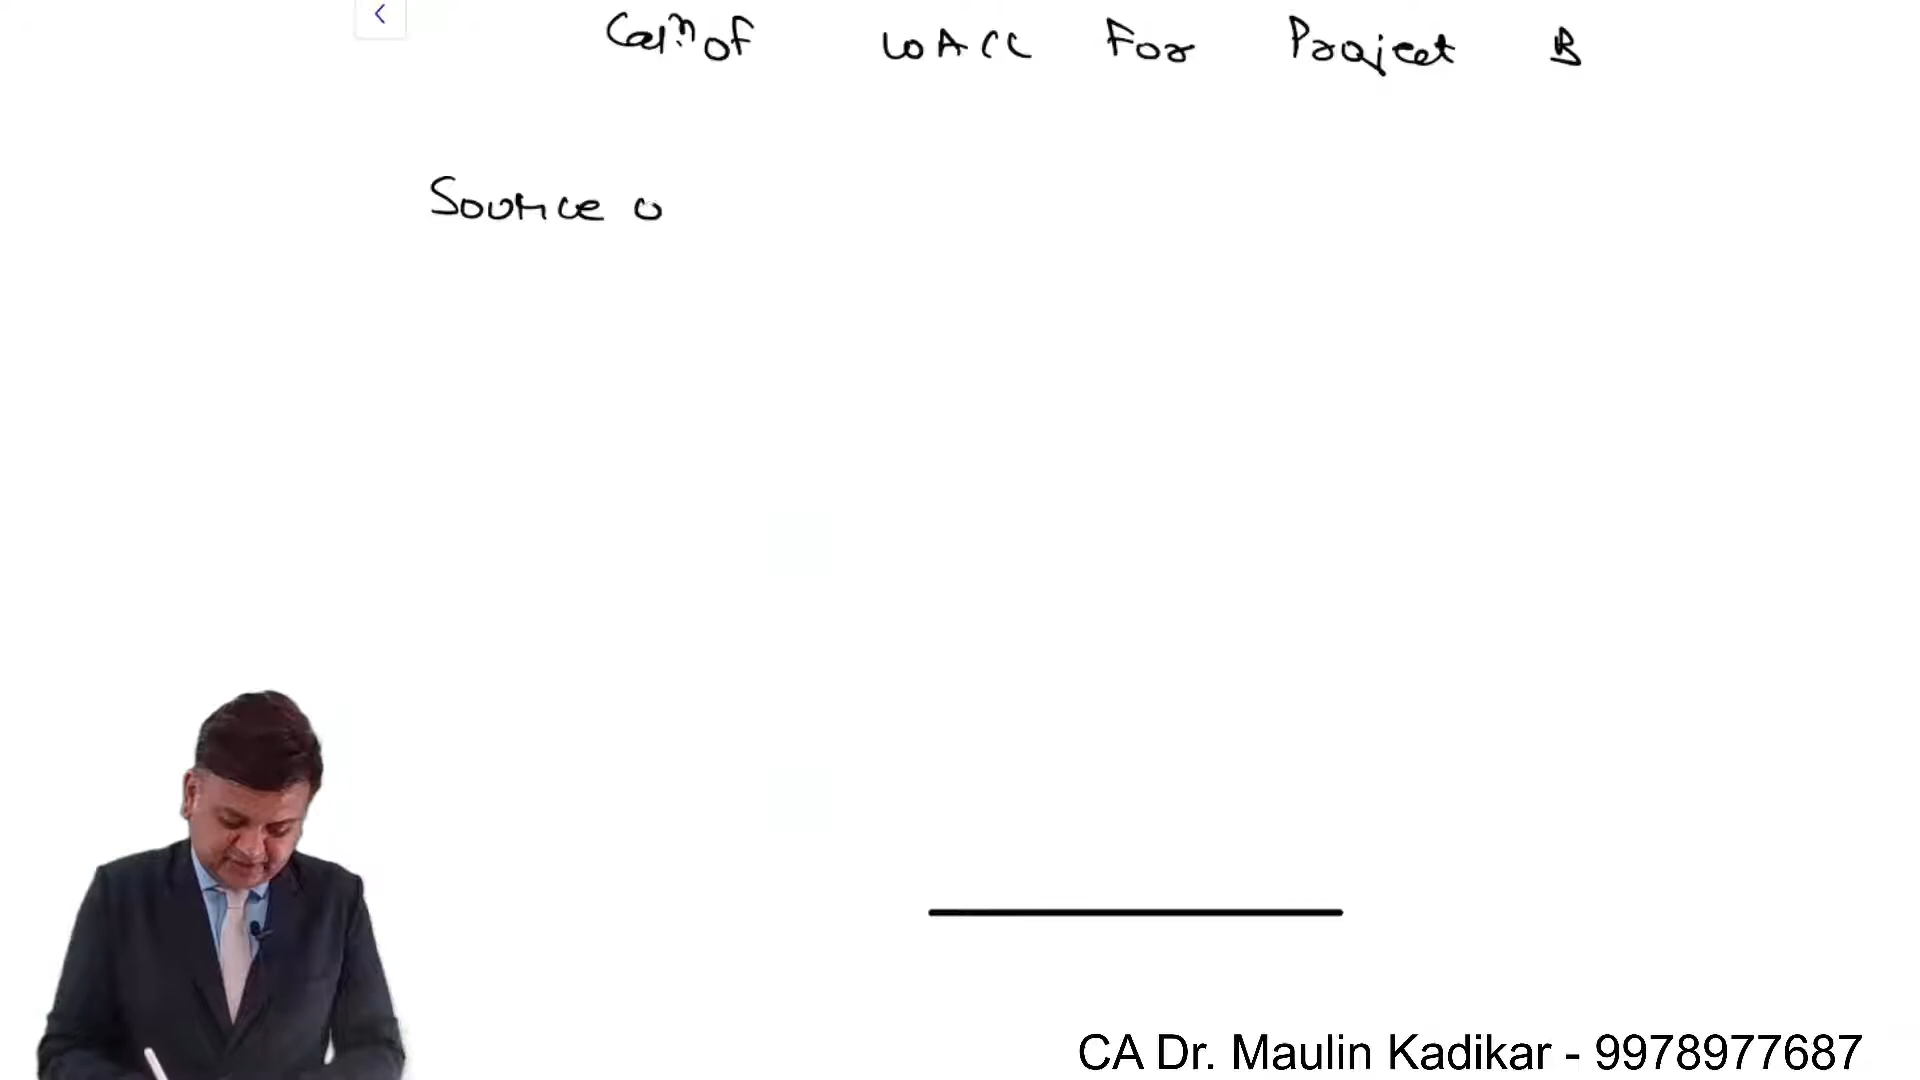 Calⁿ of WACC For Project B
Source o
CA Dr. Maulin Kadikar - 9978977687